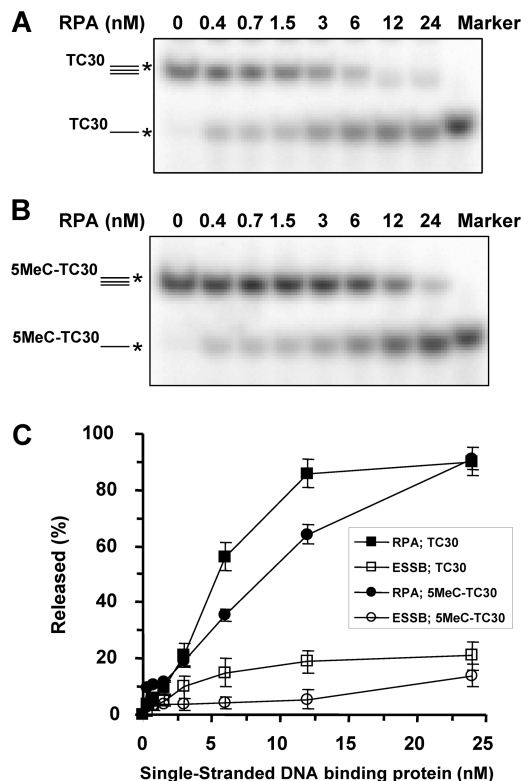 A
RPA (nM) 0 0.4 0.7 1.5 3 6 12 24 Marker
TC30 *
TC30 *
B
RPA (nM) 0 0.4 0.7 1.5 3 6 12 24 Marker
5MeC-TC30 *
5MeC-TC30 *
C
100
80
60
40
20
0
Released (%)
RPA; TC30
ESSB; TC30
RPA; 5MeC-TC30
ESSB; 5MeC-TC30
0 5 10 15 20 25
Single-Stranded DNA binding protein (nM)